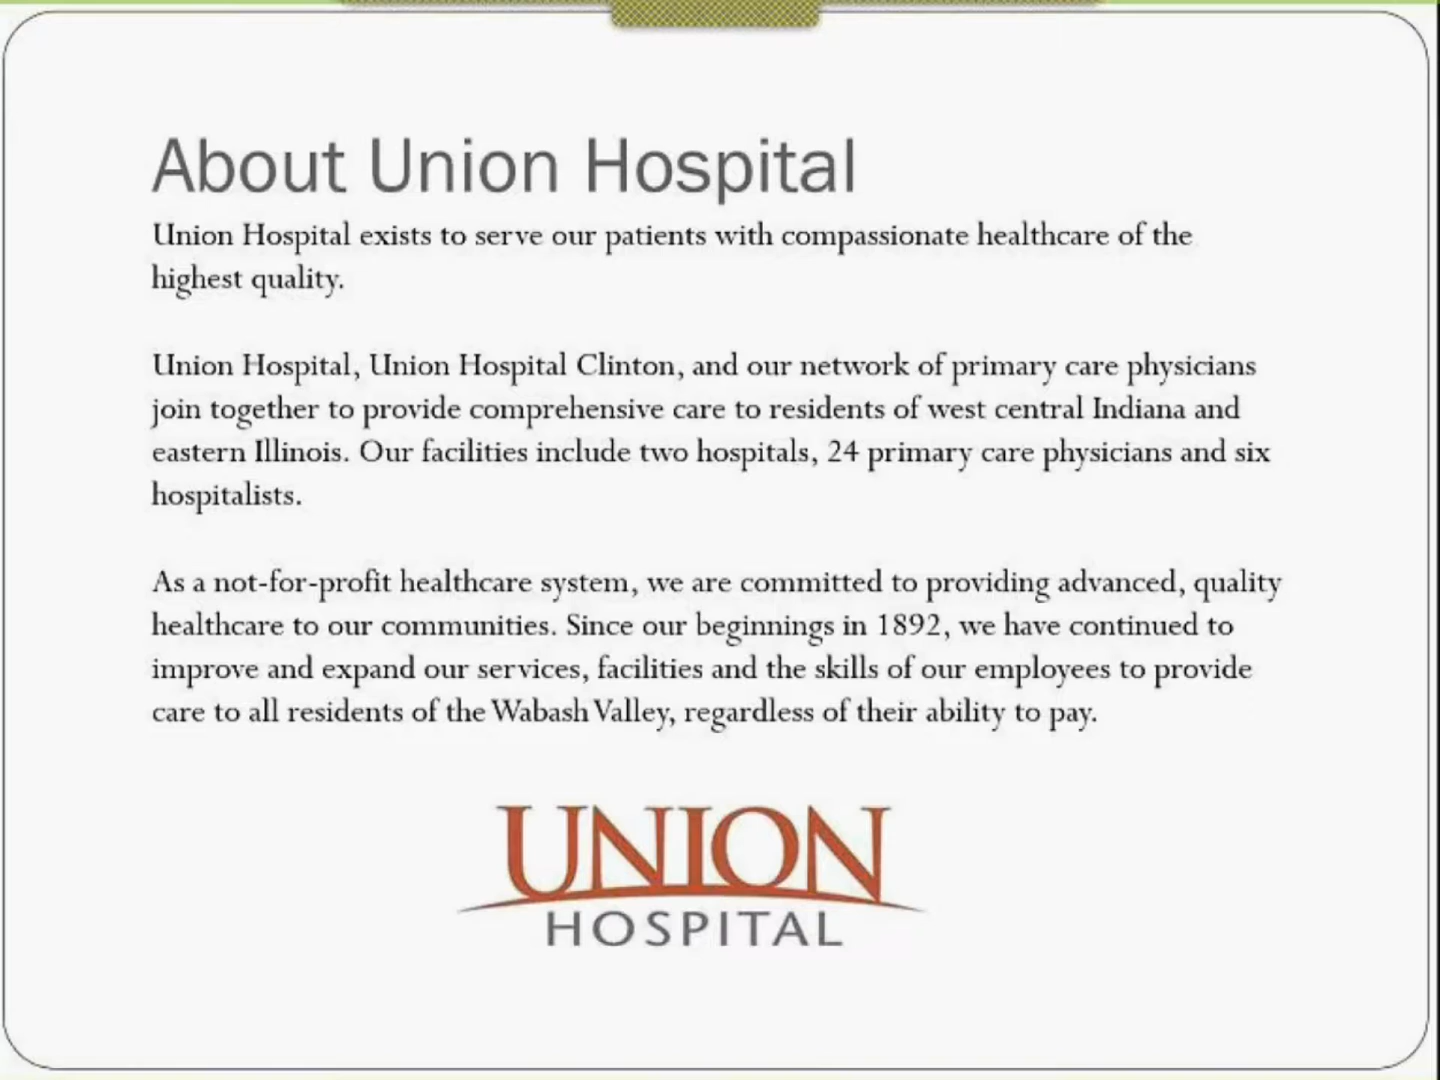 About Union Hospital
Union Hospital exists to serve our patients with compassionate healthcare of the
highest quality.
Union Hospital, Union Hospital Clinton, and our network of primary care physicians
join together to provide comprehensive care to residents of west central Indiana and
eastern Illinois. Our facilities include two hospitals, 24 primary care physicians and six
hospitalists.
As a not-for-profit healthcare system, we are committed to providing advanced, quality
healthcare to our communities. Since our beginnings in 1892, we have continued to
improve and expand our services, facilities and the skills of our employees to provide
care to all residents of the Wabash Valley, regardless of their ability to pay.
UNION
HOSPITAL